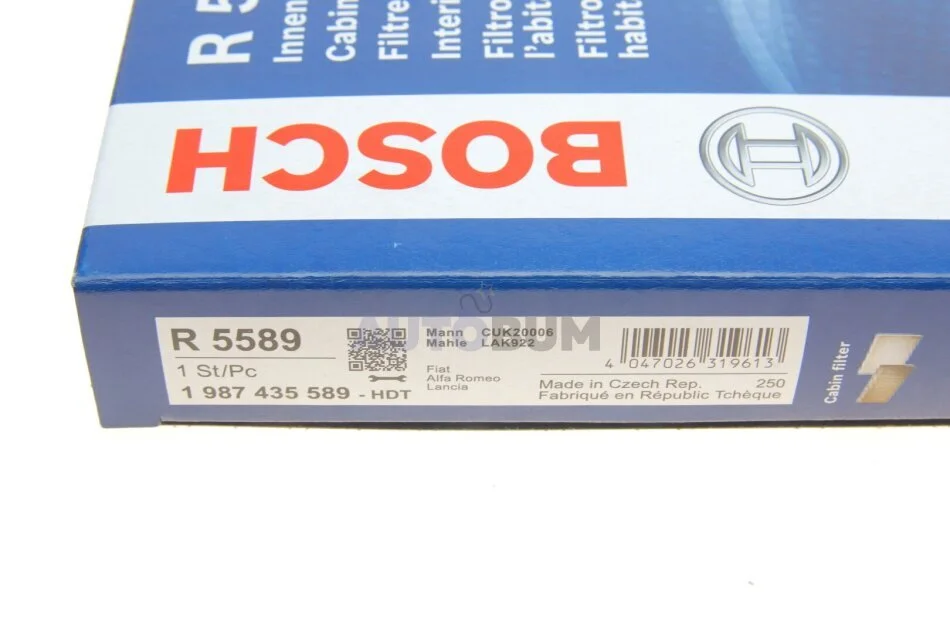 R 5
Innen
Cabin
Filtre
Interi
Filtro
l'abit
Filtro
habit
BOSCH
R 5589
1 St/Pc
1 987 435 589 - HDT
Mann CUK20006
Mahle LAK922
Fiat
Alfa Romeo
Lancia
4 047026 319613
Made in Czech Rep. 250
Fabriqué en Républic Tchèque
Cabin filter
AUTOBUM